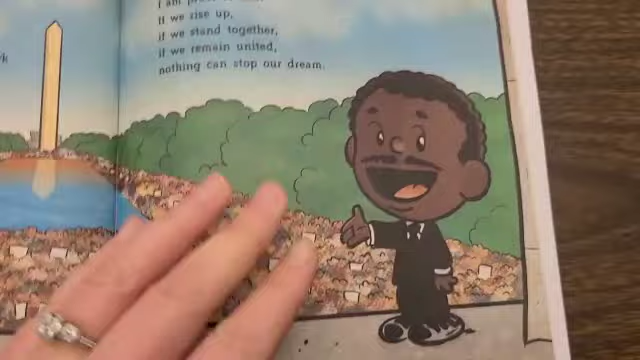 if we rise up,
if we stand together,
if we remain united,
nothing can stop our dream.